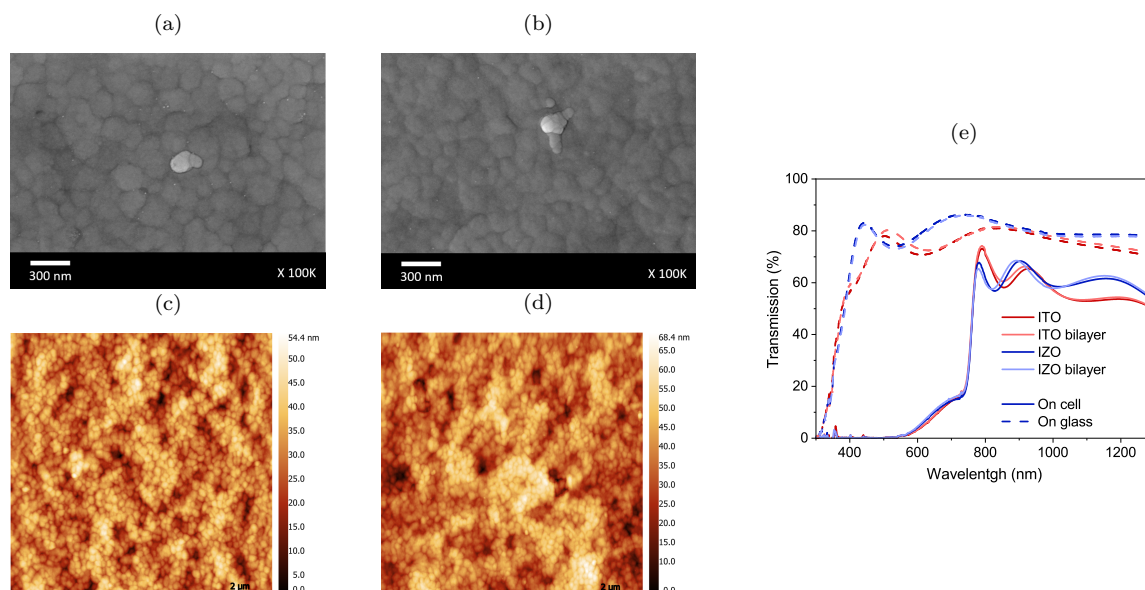 (a)
(b)
300 nm
X 100K
300 nm
X 100K
(c)
(d)
54.4 nm
50.0
45.0
40.0
35.0
30.0
25.0
20.0
15.0
10.0
5.0
0.0
2 µm
68.4 nm
65.0
60.0
55.0
50.0
45.0
40.0
35.0
30.0
25.0
20.0
15.0
10.0
0.0
2 µm
(e)
100
80
60
40
20
0
Transmission (%)
ITO
ITO bilayer
IZO
IZO bilayer
On cell
On glass
400
600
800
1000
1200
Wavelentgh (nm)